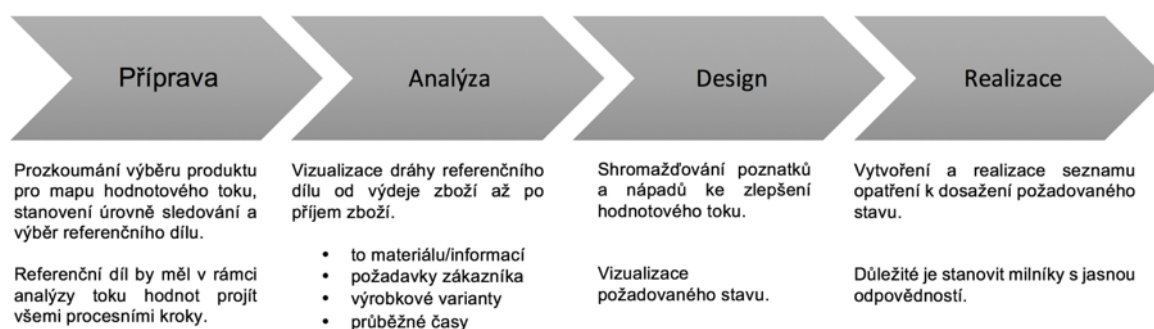 Příprava
Analýza
Design
Realizace
Prozkoumání výběru produktu
pro mapu hodnotového toku,
stanovení úrovně sledování a
výběr referenčního dílu.
Referenční díl by měl v rámci
analýzy toku hodnot projít
všemi procesními kroky.
Vizualizace dráhy referenčního
dílu od výdeje zboží až po
příjem zboží.
• to materiálu/informací
• požadavky zákazníka
• výrobkové varianty
• průběžné časy
Shromažďování poznatků
a nápadů ke zlepšení
hodnotového toku.
Vizualizace
požadovaného stavu.
Vytvoření a realizace seznamu
opatření k dosažení požadovaného
stavu.
Důležité je stanovit milníky s jasnou
odpovědností.